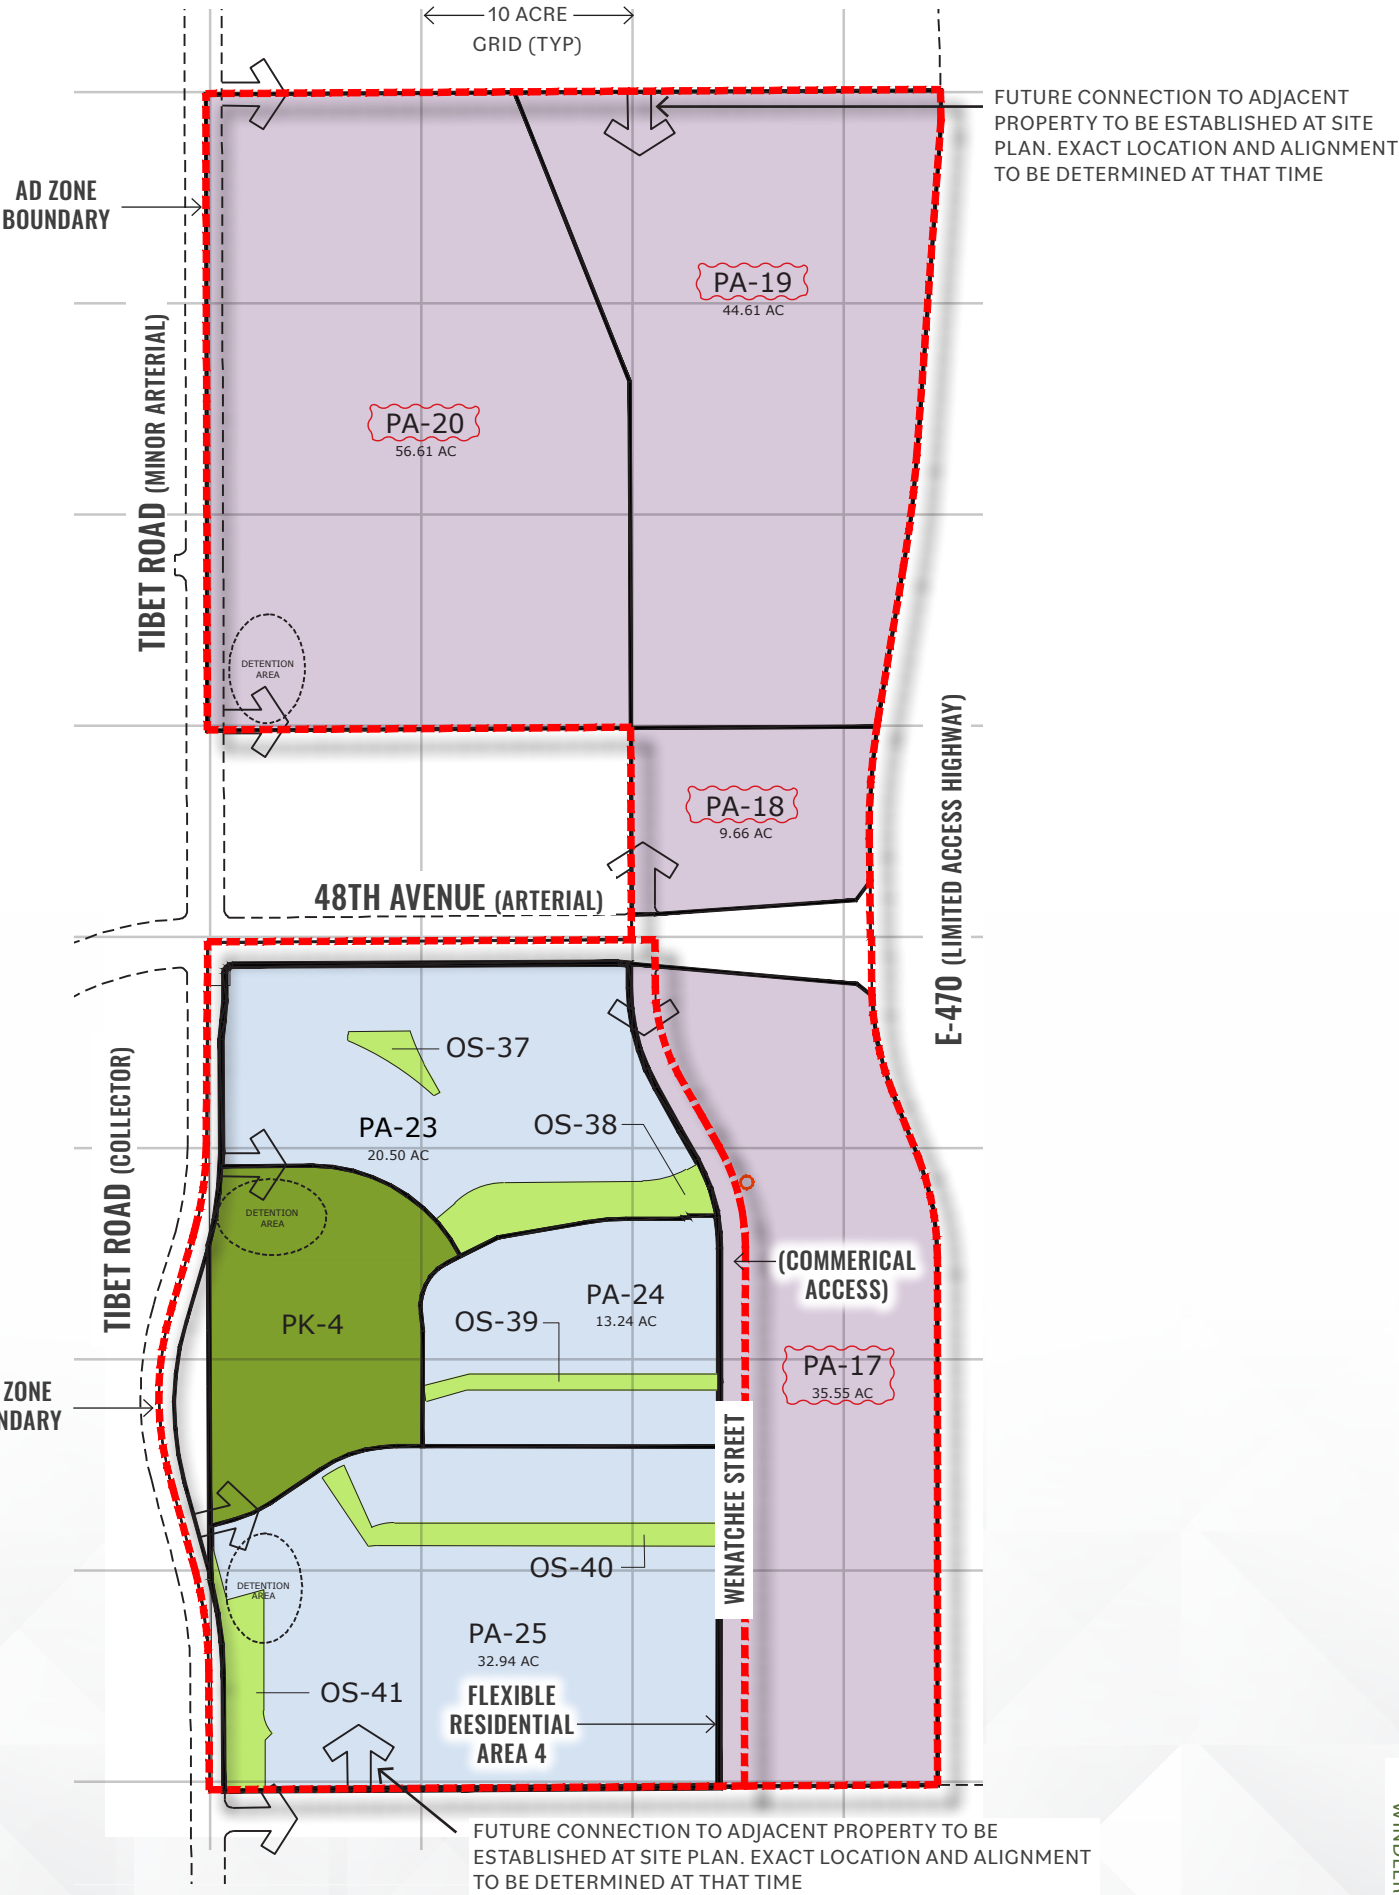 10 ACRE
GRID (TYP)
FUTURE CONNECTION TO ADJACENT
PROPERTY TO BE ESTABLISHED AT SITE
PLAN. EXACT LOCATION AND ALIGNMENT
TO BE DETERMINED AT THAT TIME
AD ZONE
BOUNDARY
PA-19
44.61 AC
TIBET ROAD (MINOR ARTERIAL)
PA-20
56.61 AC
DETENTION
AREA
E-470 (LIMITED ACCESS HIGHWAY)
PA-18
9.66 AC
48TH AVENUE (ARTERIAL)
OS-37
TIBET ROAD (COLLECTOR)
PA-23
20.50 AC
OS-38
DETENTION
AREA
(COMMERICAL
ACCESS)
PA-24
13.24 AC
OS-39
PK-4
PA-17
35.55 AC
ZONE
NDARY
WENATCHEE STREET
OS-40
DETENTION
AREA
PA-25
32.94 AC
OS-41
FLEXIBLE
RESIDENTIAL
AREA 4
FUTURE CONNECTION TO ADJACENT PROPERTY TO BE
ESTABLISHED AT SITE PLAN. EXACT LOCATION AND ALIGNMENT
TO BE DETERMINED AT THAT TIME